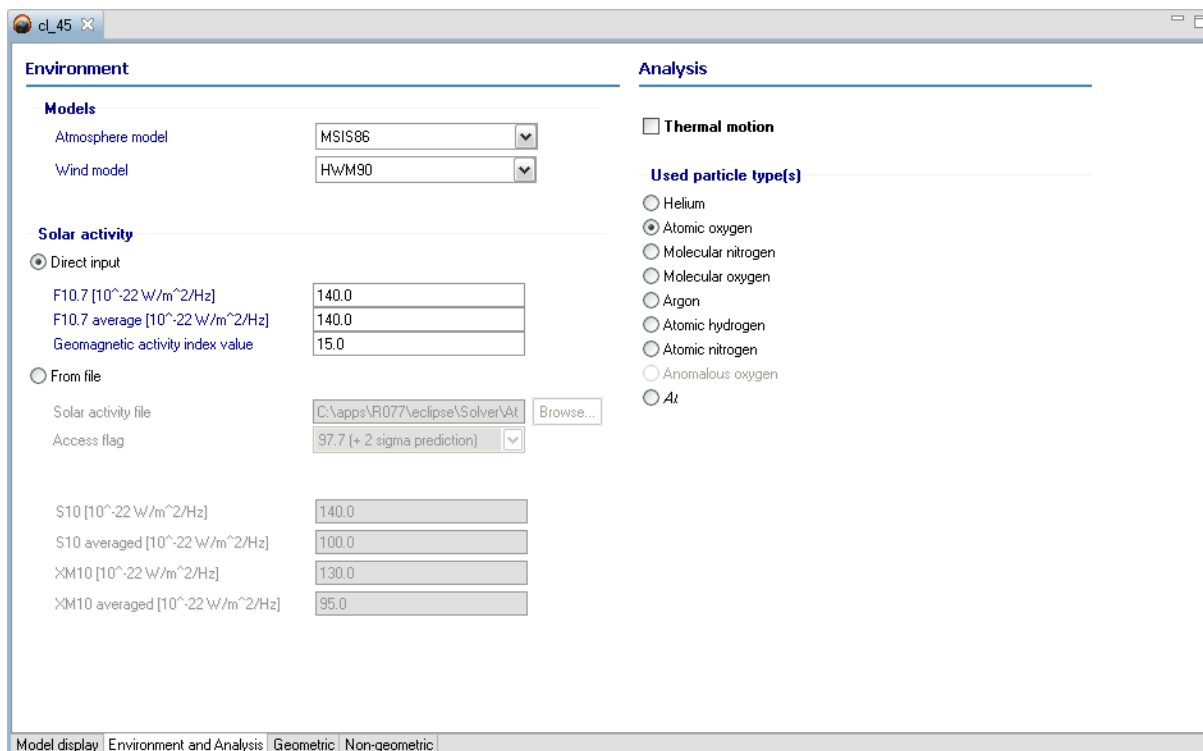 cl_45
Environment
Models
Atmosphere model MSIS86
Wind model HWM90
Solar activity
Direct input
F10.7 [10^-22 W/m^2/Hz] 140.0
F10.7 average [10^-22 W/m^2/Hz] 140.0
Geomagnetic activity index value 15.0
From file
Solar activity file C:\apps\R077\eclipse\Solver\At Browse...
Access flag 97.7 (+ 2 sigma prediction)
S10 [10^-22 W/m^2/Hz] 140.0
S10 averaged [10^-22 W/m^2/Hz] 100.0
XM10 [10^-22 W/m^2/Hz] 130.0
XM10 averaged [10^-22 W/m^2/Hz] 95.0
Analysis
Thermal motion
Used particle type(s)
Helium
Atomic oxygen
Molecular nitrogen
Molecular oxygen
Argon
Atomic hydrogen
Atomic nitrogen
Anomalous oxygen
Model display Environment and Analysis Geometric Non-geometric